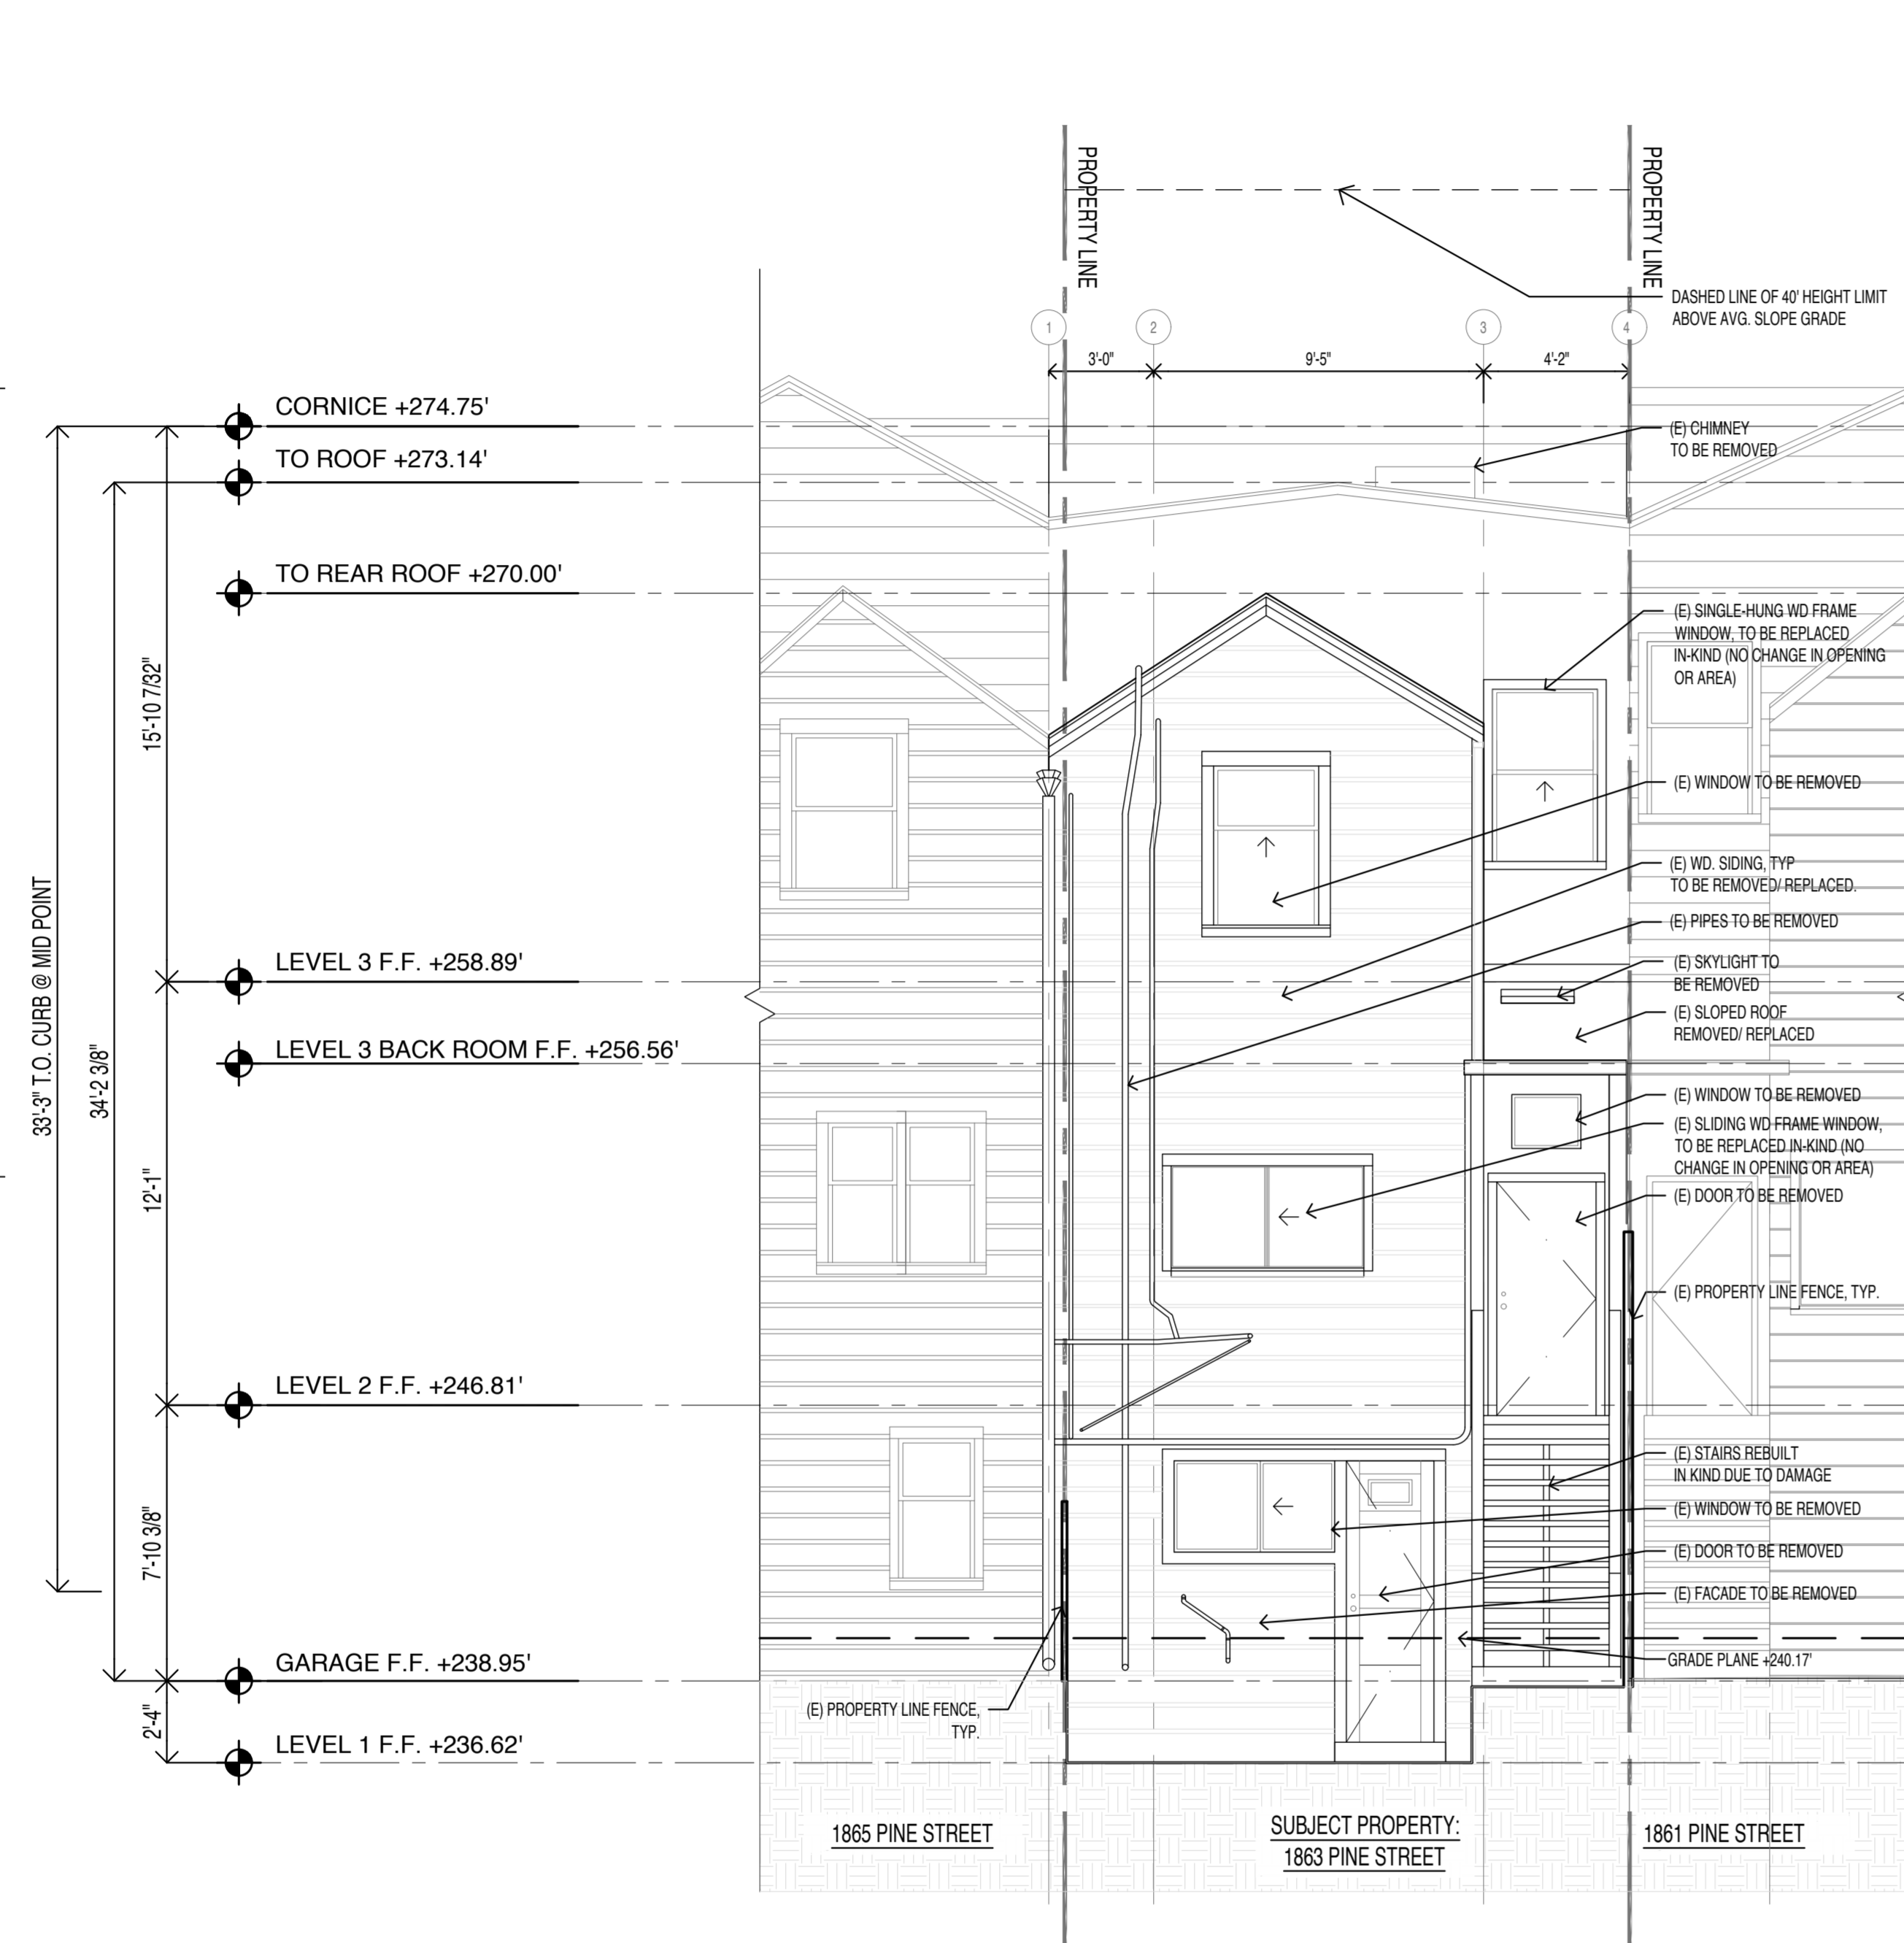 PROPERTY LINE
PROPERTY LINE
DASHED LINE OF 40' HEIGHT LIMIT
ABOVE AVG. SLOPE GRADE
1
2
3
4
3'-0"
9'-5"
4'-2"
CORNICE +274.75'
TO ROOF +273.14'
TO REAR ROOF +270.00'
LEVEL 3 F.F. +258.89'
LEVEL 3 BACK ROOM F.F. +256.56'
LEVEL 2 F.F. +246.81'
GARAGE F.F. +238.95'
LEVEL 1 F.F. +236.62'
33'-3" T.O. CURB @ MID POINT
34'-2 3/8"
15'-10 7/32"
12'-1"
7'-10 3/8"
2'-4"
(E) CHIMNEY
TO BE REMOVED
(E) SINGLE-HUNG WD FRAME
WINDOW, TO BE REPLACED
IN-KIND (NO CHANGE IN OPENING
OR AREA)
(E) WINDOW TO BE REMOVED
(E) WD. SIDING, TYP
TO BE REMOVED/ REPLACED.
(E) PIPES TO BE REMOVED
(E) SKYLIGHT TO
BE REMOVED
(E) SLOPED ROOF
REMOVED/ REPLACED
(E) WINDOW TO BE REMOVED
(E) SLIDING WD FRAME WINDOW,
TO BE REPLACED IN-KIND (NO
CHANGE IN OPENING OR AREA)
(E) DOOR TO BE REMOVED
(E) PROPERTY LINE FENCE, TYP.
(E) STAIRS REBUILT
IN KIND DUE TO DAMAGE
(E) WINDOW TO BE REMOVED
(E) DOOR TO BE REMOVED
(E) FACADE TO BE REMOVED
GRADE PLANE +240.17'
(E) PROPERTY LINE FENCE,
TYP.
1865 PINE STREET
SUBJECT PROPERTY:
1863 PINE STREET
1861 PINE STREET